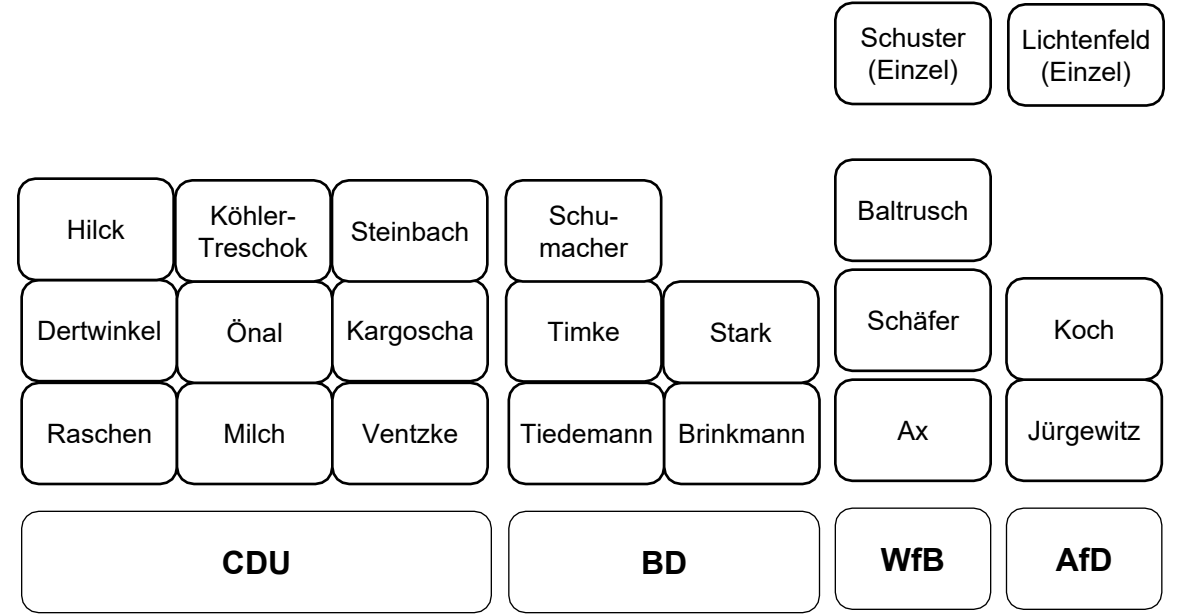 Schuster
(Einzel)
Lichtenfeld
(Einzel)
Hilck
Köhler-
Treschok
Steinbach
Schu-
macher
Baltrusch
Dertwinkel
Önal
Kargoscha
Timke
Stark
Schäfer
Koch
Raschen
Milch
Ventzke
Tiedemann
Brinkmann
Ax
Jürgewitz
CDU
BD
WfB
AfD